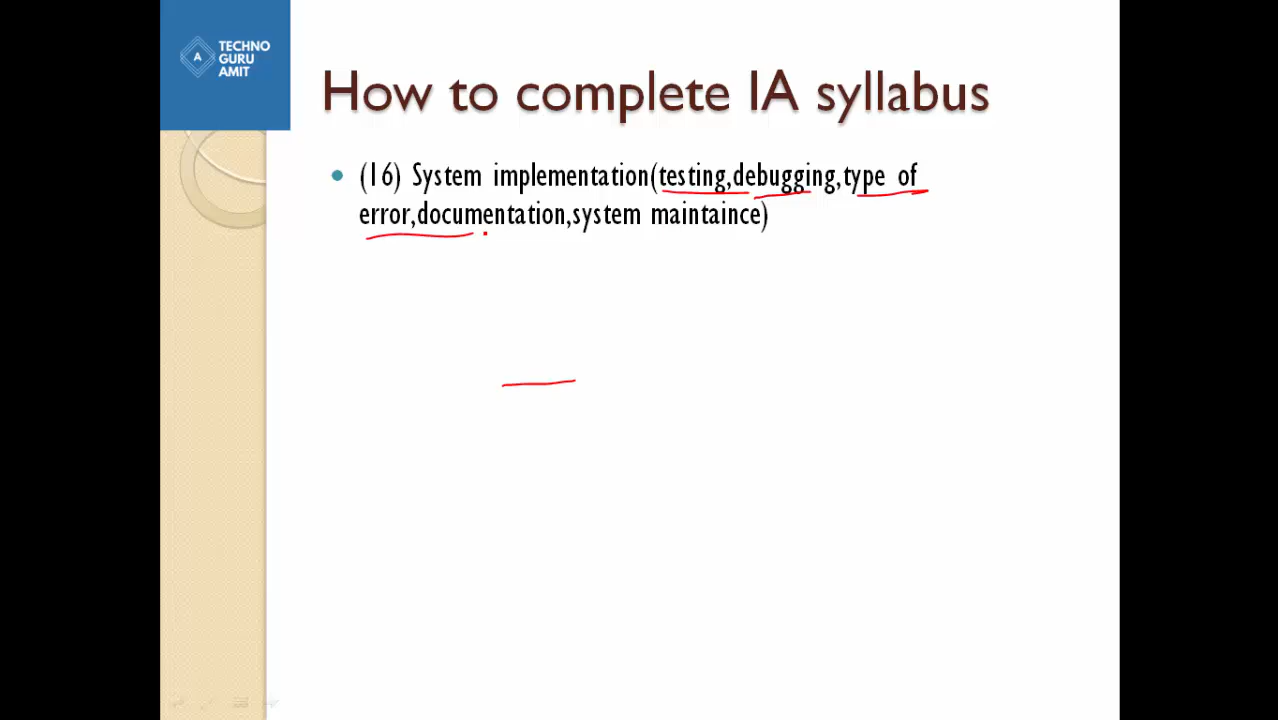 TECHNO
GURU
AMIT
How to complete IA syllabus
(16) System implementation(testing,debugging,type of
error,documentation,system maintaince)